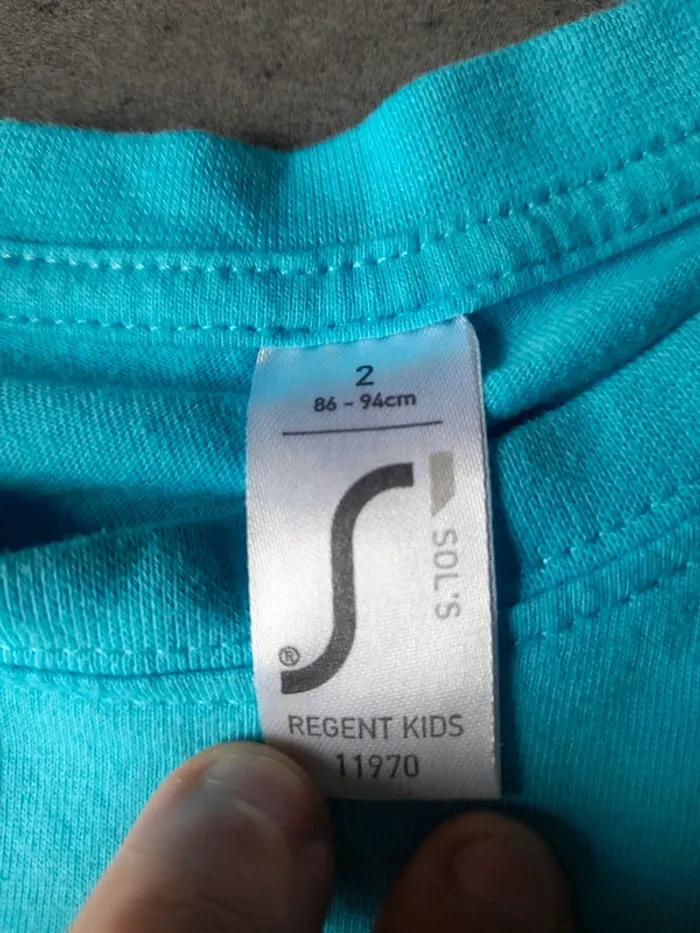 2
86 - 94cm
SOL'S
®
REGENT KIDS
11970